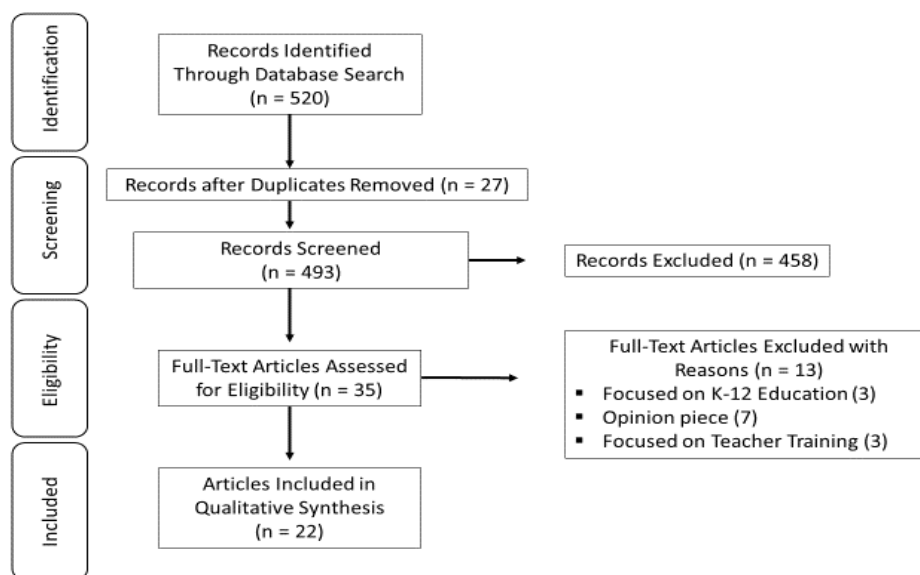 Identification
Records Identified
Through Database Search
(n = 520)
Records after Duplicates Removed (n = 27)
Screening
Records Screened
(n = 493)
Records Excluded (n = 458)
Eligibility
Full-Text Articles Assessed
for Eligibility (n = 35)
Full-Text Articles Excluded with
Reasons (n = 13)
▪ Focused on K-12 Education (3)
▪ Opinion piece (7)
▪ Focused on Teacher Training (3)
Included
Articles Included in
Qualitative Synthesis
(n = 22)